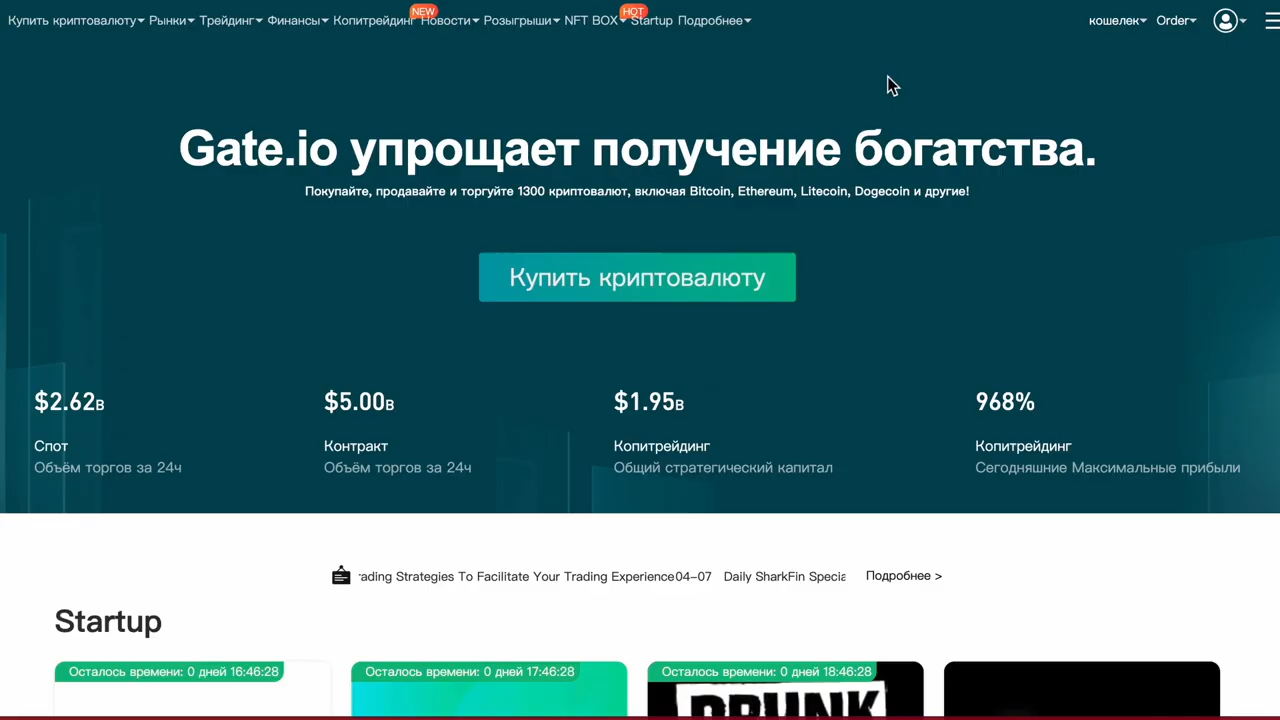 Купить криптовалюту Рынки Трейдинг Финансы Копитрейдинг NEW Новости Розыгрыши NFT BOX HOT Startup Подробнее кошелек Order
Gate.io упрощает получение богатства.
Покупайте, продавайте и торгуйте 1300 криптовалют, включая Bitcoin, Ethereum, Litecoin, Dogecoin и другие!
Купить криптовалюту
$2.62B $5.00B $1.95B 968%
Спот Контракт Копитрейдинг Копитрейдинг
Объём торгов за 24ч Объём торгов за 24ч Общий стратегический капитал Сегодняшние Максимальные прибыли
rading Strategies To Facilitate Your Trading Experience04-07 Daily SharkFin Specia Подробнее >
Startup
Осталось времени: 0 дней 16:46:28 Осталось времени: 0 дней 17:46:28 Осталось времени: 0 дней 18:46:28
DRUNK